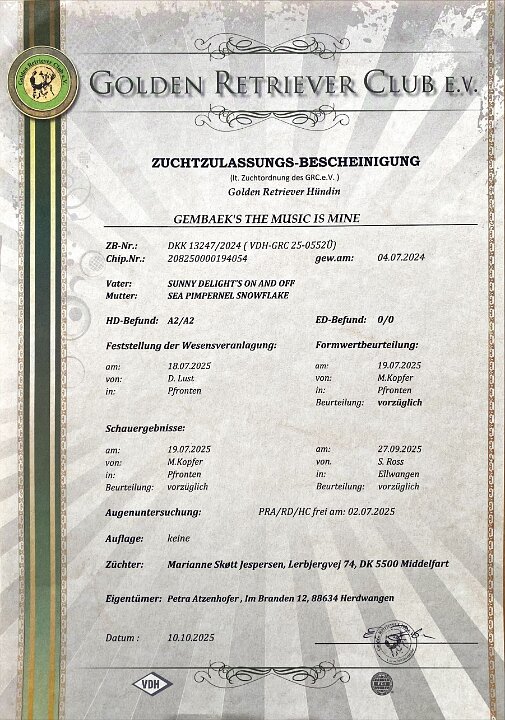 GOLDEN RETRIEVER CLUB E.V.
ZUCHTZULASSUNGS-BESCHEINIGUNG
(lt. Zuchtordnung des GRC.e.V. )
Golden Retriever Hündin
GEMBAEK'S THE MUSIC IS MINE
ZB-Nr.: DKK 13247/2024 ( VDH-GRC 25-0552Ü)
Chip.Nr.: 208250000194054 gew.am: 04.07.2024
Vater: SUNNY DELIGHT'S ON AND OFF
Mutter: SEA PIMPERNEL SNOWFLAKE
HD-Befund: A2/A2 ED-Befund: 0/0
Feststellung der Wesensveranlagung: Formwertbeurteilung:
am: 18.07.2025 am: 19.07.2025
von: D. Lust von: M.Kopfer
in: Pfronten in: Pfronten
Beurteilung: vorzüglich
Schauergebnisse:
am: 19.07.2025 am: 27.09.2025
von: M.Kopfer von. S. Ross
in: Pfronten in: Ellwangen
Beurteilung: vorzüglich Beurteilung: vorzüglich
Augenuntersuchung: PRA/RD/HC frei am: 02.07.2025
Auflage: keine
Züchter: Marianne Skøtt Jespersen, Lerbjergvej 74, DK 5500 Middelfart
Eigentümer: Petra Atzenhofer , Im Branden 12, 88634 Herdwangen
Datum : 10.10.2025
VDH